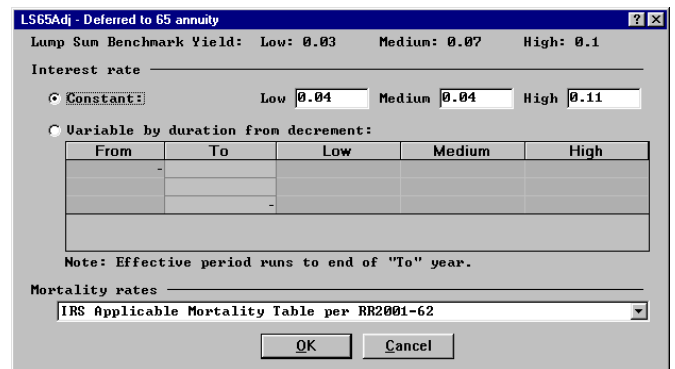 LS65Adj - Deferred to 65 annuity
Lump Sum Benchmark Yield: Low: 0.03 Medium: 0.07 High: 0.1
Interest rate
Constant: Low 0.04 Medium 0.04 High 0.11
Variable by duration from decrement:
From To Low Medium High
-
-
Note: Effective period runs to end of "To" year.
Mortality rates
IRS Applicable Mortality Table per RR2001-62
OK Cancel